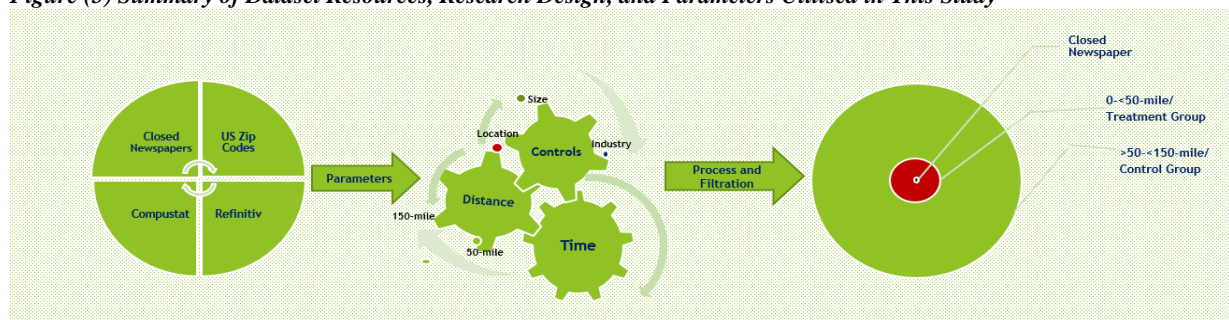 Figure (3) Summary of Dataset Resources, Research Design, and Parameters Utilised in This Study
Closed
Newspapers
US Zip
Codes
Compustat
Refinitiv
Parameters
Size
Location
Controls
Industry
Distance
150-mile
50-mile
Time
Process and
Filtration
Closed
Newspaper
0-<50-mile/
Treatment Group
>50-<150-mile/
Control Group